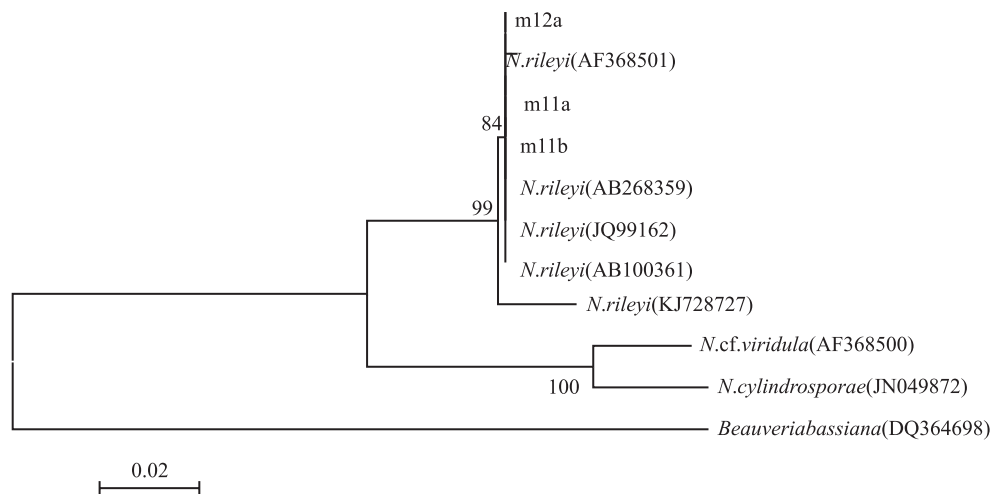 m12a
N.rileyi(AF368501)
m11a
84
m11b
N.rileyi(AB268359)
99
N.rileyi(JQ99162)
N.rileyi(AB100361)
N.rileyi(KJ728727)
N.cf.viridula(AF368500)
100
N.cylindrosporae(JN049872)
Beauveriabassiana(DQ364698)
0.02